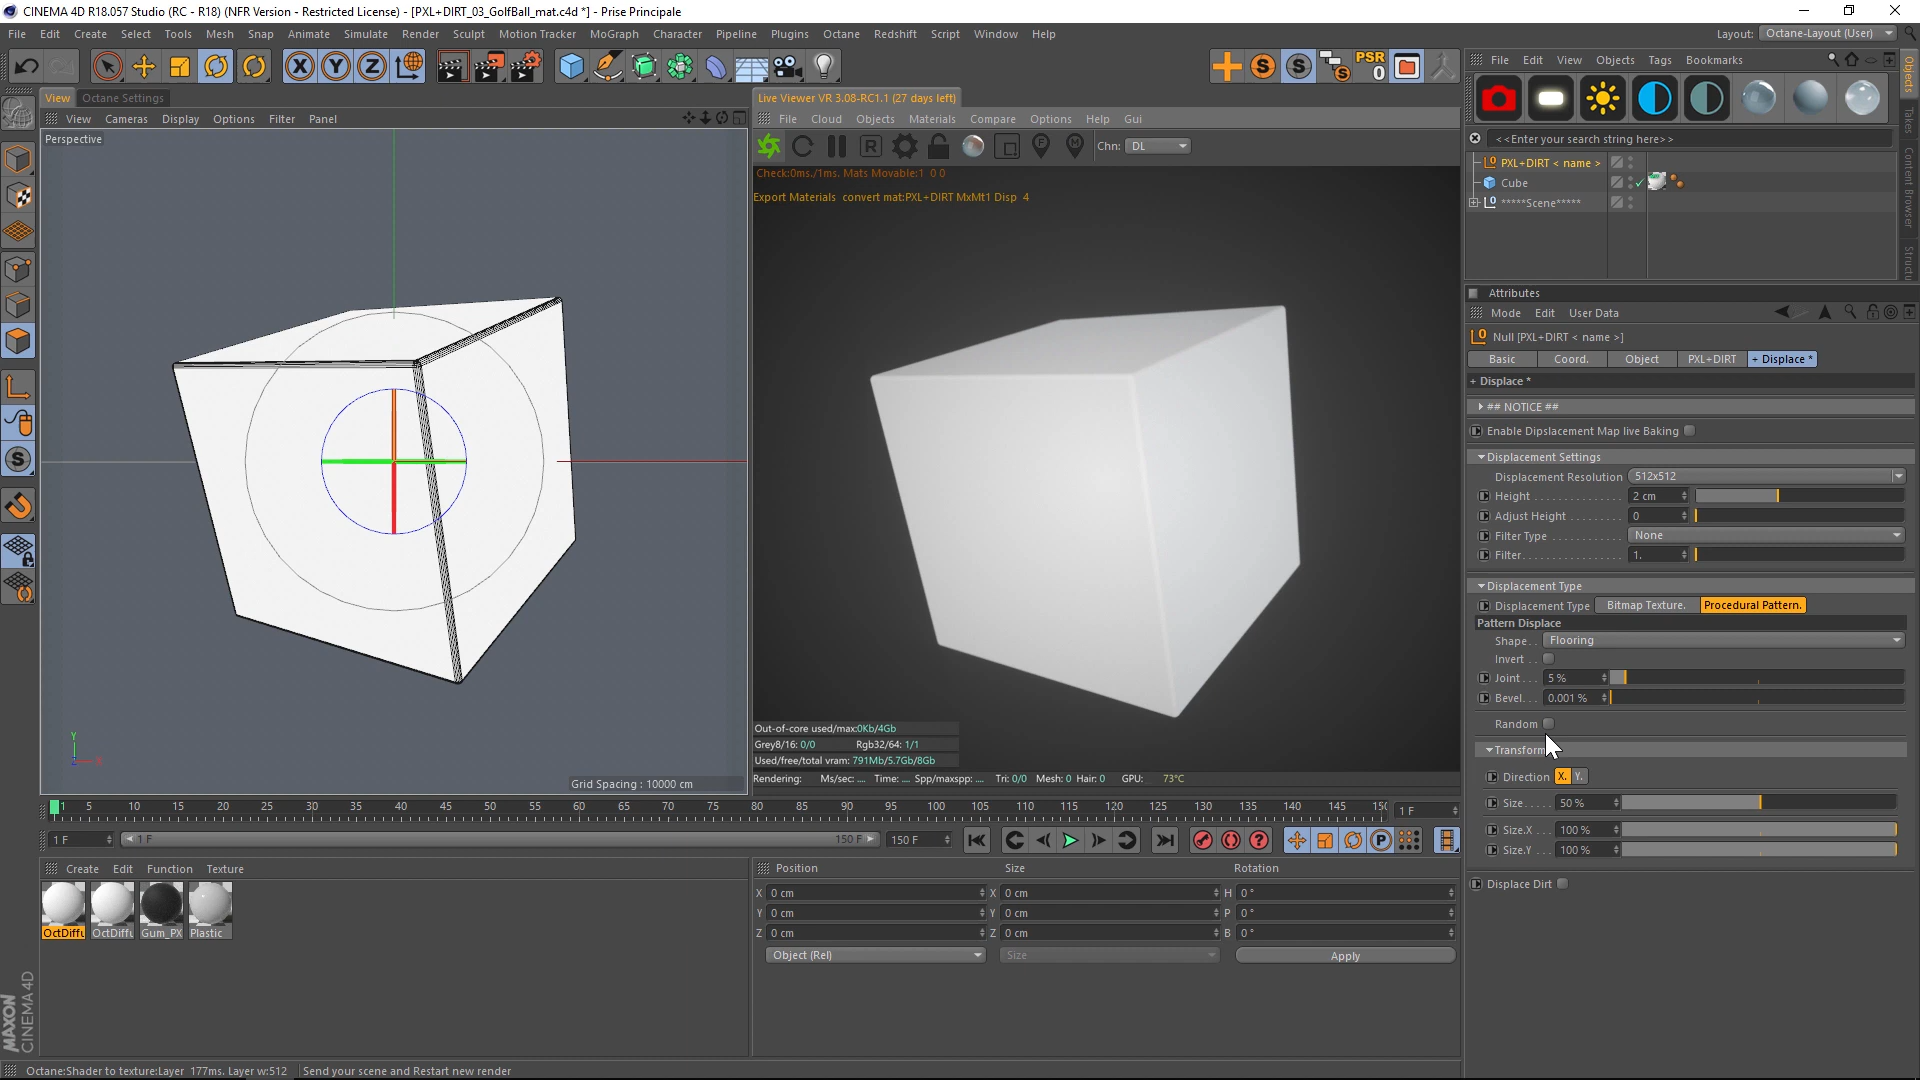 CINEMA 4D R18.057 Studio (RC - R18) (NFR Version - Restricted License) - [PXL+DIRT_03_GolfBall_mat.c4d *] - Prise Principale
File Edit Create Select Tools Mesh Snap Animate Simulate Render Sculpt Motion Tracker MoGraph Character Pipeline Plugins Octane Redshift Script Window Help
Layout: Octane-Layout (User)
PSR
0
File Edit View Objects Tags Bookmarks
Objects
Takes
Content Browser
View Octane Settings
View Cameras Display Options Filter Panel
Perspective
Live Viewer VR 3.08-RC1.1 (27 days left)
File Cloud Objects Materials Compare Options Help Gui
Chn: DL
Check:0ms./1ms. Mats Movable:1 0 0
Export Materials convert mat:PXL+DIRT MxMt1 Disp 4
<<Enter your search string here>>
PXL+DIRT < name >
Cube
*****Scene*****
Attributes
Mode Edit User Data
Null [PXL+DIRT < name >]
Basic Coord. Object PXL+DIRT + Displace *
+ Displace *
## NOTICE ##
Enable Dipslacement Map live Baking
Displacement Settings
Displacement Resolution 512x512
Height 2 cm
Adjust Height 0
Filter Type None
Filter 1.
Displacement Type
Displacement Type Bitmap Texture. Procedural Pattern.
Pattern Displace
Shape Flooring
Invert
Joint 5 %
Bevel 0.001 %
Random
Transform
Direction X. Y.
Size 50 %
Size.X 100 %
Size.Y 100 %
Displace Dirt
Y
X
Grid Spacing : 10000 cm
Out-of-core used/max:0Kb/4Gb
Grey8/16: 0/0 Rgb32/64: 1/1
Used/free/total vram: 791Mb/5.7Gb/8Gb
Rendering: Ms/sec: ... Time: ... Spp/maxspp: ... Tri: 0/0 Mesh: 0 Hair: 0 GPU: 73°C
1 5 10 15 20 25 30 35 40 45 50 55 60 65 70 75 80 85 90 95 100 105 110 115 120 125 130 135 140 145 1 F
1 F 1 F 150 F 150 F
Create Edit Function Texture
OctDiffu OctDiffu Gum_PX Plastic
Position Size Rotation
X 0 cm X 0 cm H 0 °
Y 0 cm Y 0 cm P 0 °
Z 0 cm Z 0 cm B 0 °
Object (Rel) Size Apply
MAXON
CINEMA 4D
Octane:Shader to texture:Layer 177ms. Layer w:512 Send your scene and Restart new render